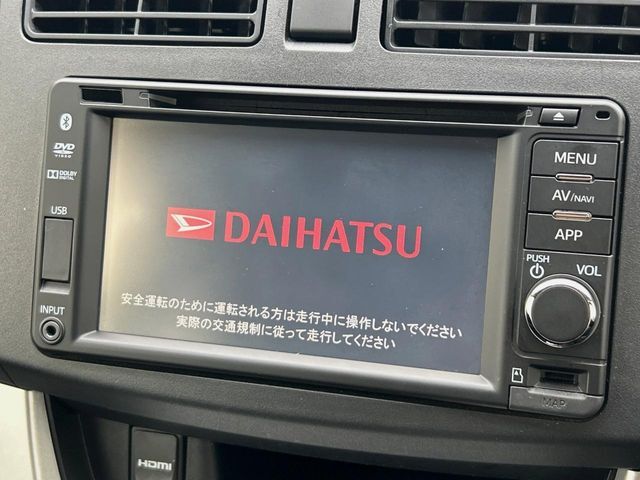 DVD
VIDEO
DOLBY
DIGITAL
USB
INPUT
DAIHATSU
安全運転のために運転される方は走行中に操作しないでください
実際の交通規制に従って走行してください
MENU
AV/NAVI
APP
PUSH
VOL
MAP
HDMI